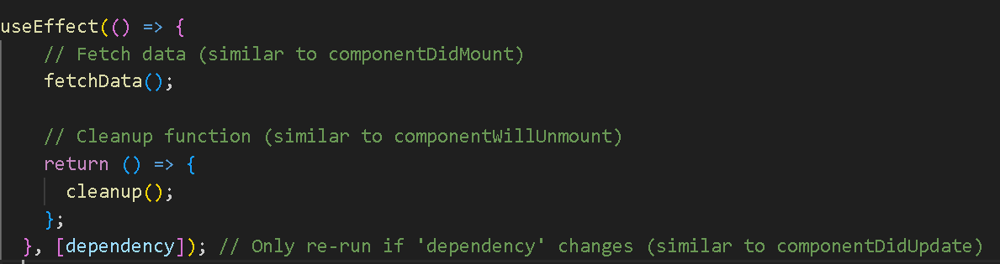 useEffect(() => {
// Fetch data (similar to componentDidMount)
fetchData();
// Cleanup function (similar to componentWillUnmount)
return () => {
cleanup();
};
}, [dependency]); // Only re-run if 'dependency' changes (similar to componentDidUpdate)